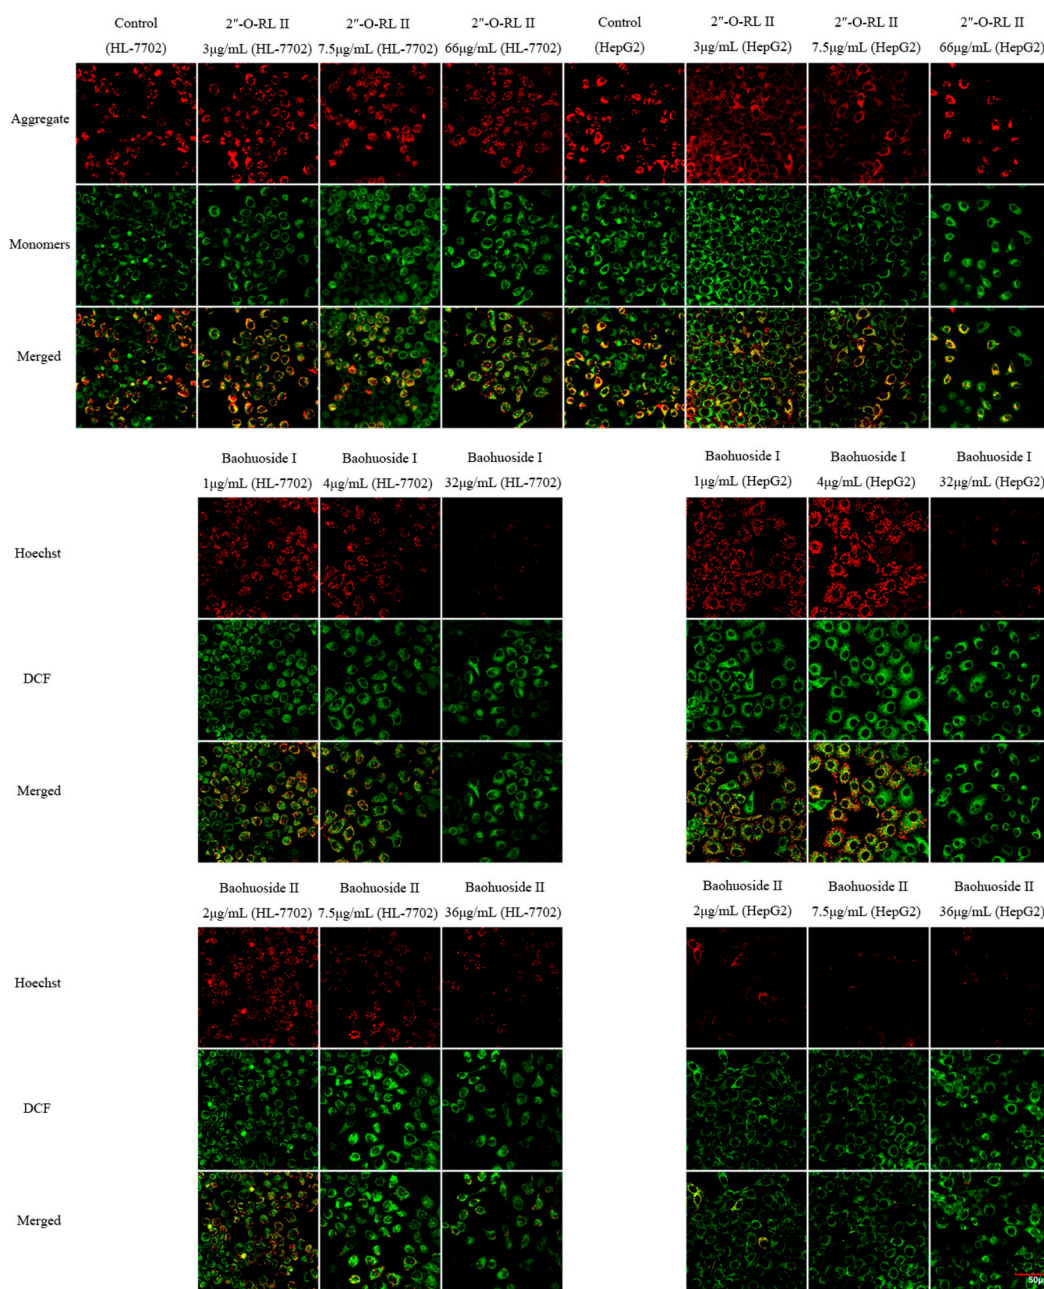 Control 2″-O-RL II 2″-O-RL II 2″-O-RL II Control 2″-O-RL II 2″-O-RL II 2″-O-RL II
(HL-7702) 3μg/mL (HL-7702) 7.5μg/mL (HL-7702) 66μg/mL (HL-7702) (HepG2) 3μg/mL (HepG2) 7.5μg/mL (HepG2) 66μg/mL (HepG2)
Aggregate
Monomers
Merged
Baohuoside I Baohuoside I Baohuoside I Baohuoside I Baohuoside I Baohuoside I
1μg/mL (HL-7702) 4μg/mL (HL-7702) 32μg/mL (HL-7702) 1μg/mL (HepG2) 4μg/mL (HepG2) 32μg/mL (HepG2)
Hoechst
DCF
Merged
Baohuoside II Baohuoside II Baohuoside II Baohuoside II Baohuoside II Baohuoside II
2μg/mL (HL-7702) 7.5μg/mL (HL-7702) 36μg/mL (HL-7702) 2μg/mL (HepG2) 7.5μg/mL (HepG2) 36μg/mL (HepG2)
Hoechst
DCF
Merged
50μ